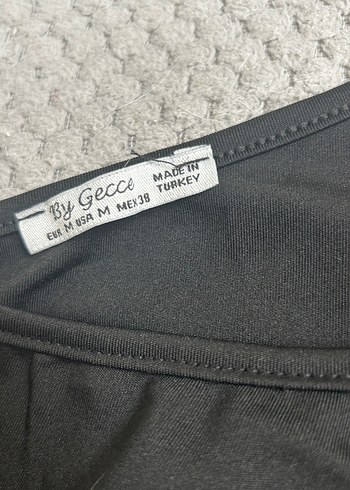 By Gecce
MADE IN
TURKEY
EUR M USA M MEX 38